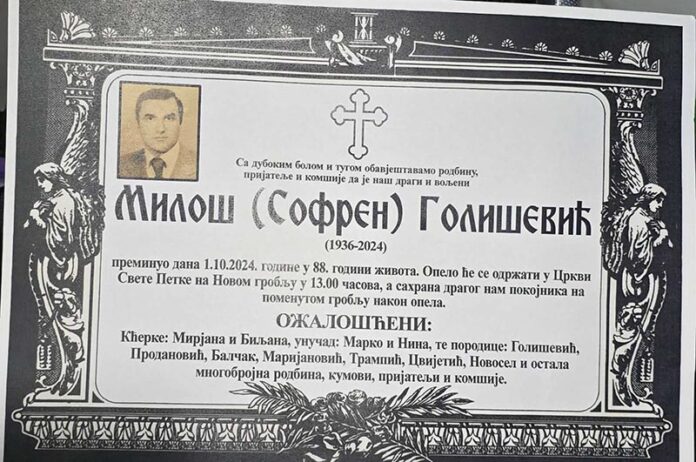 Са дубоким болом и тугом обавјештавамо родбину,
пријатеље и комшије да је наш драги и вољени
Милош (Софрен) Голишевић
(1936-2024)
преминуо дана 1.10.2024. године у 88. години живота. Опело ће се одржати у Цркви
Свете Петке на Новом гробљу у 13.00 часова, а сахрана драгог нам покојника на
поменутом гробљу након опела.
ОЖАЛОШЋЕНИ:
Кћерке: Мирјана и Биљана, унучад: Марко и Нина, те породице: Голишевић,
Продановић, Балчак, Маријановић, Трампић, Цвијетић, Новосел и остала
многобројна родбина, кумови, пријатељи и комшије.